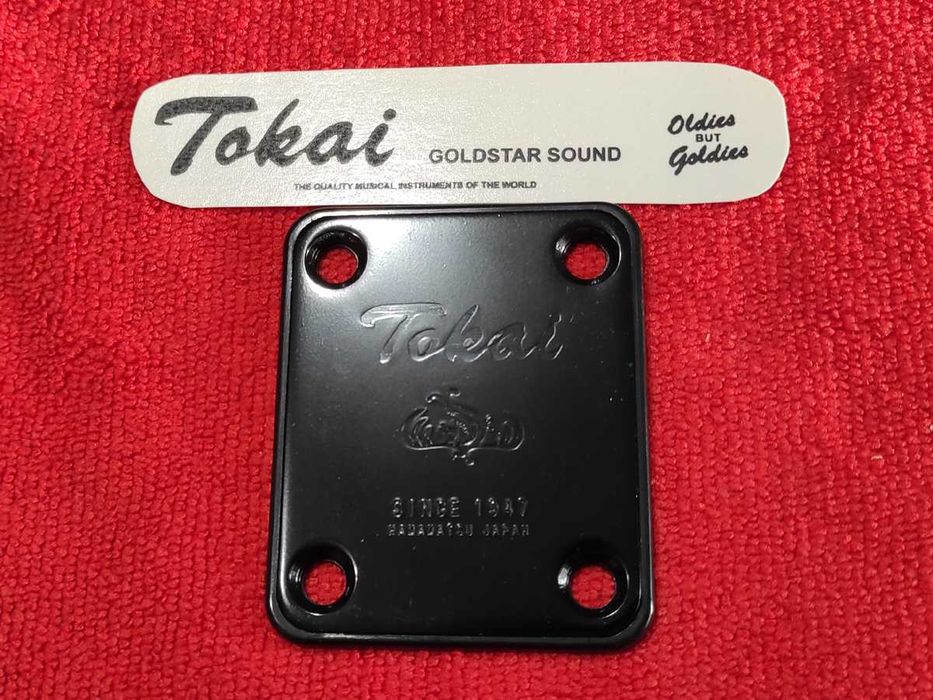 Tokai GOLDSTAR SOUND
THE QUALITY MUSICAL INSTRUMENTS OF THE WORLD
Oldies
BUT
Goldies
Tokai
SINCE 1947
HAMAMATSU JAPAN